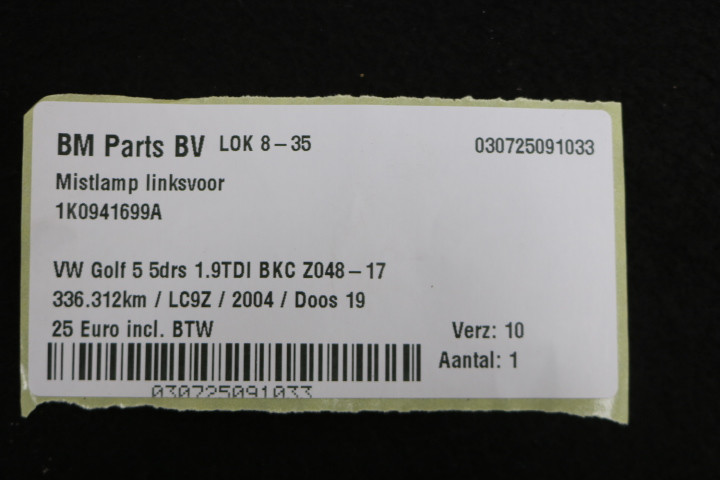 BM Parts BV LOK 8-35 030725091033
Mistlamp linksvoor
1K0941699A
VW Golf 5 5drs 1.9TDI BKC Z048-17
336.312km / LC9Z / 2004 / Doos 19
25 Euro incl. BTW Verz: 10
Aantal: 1
030725091033